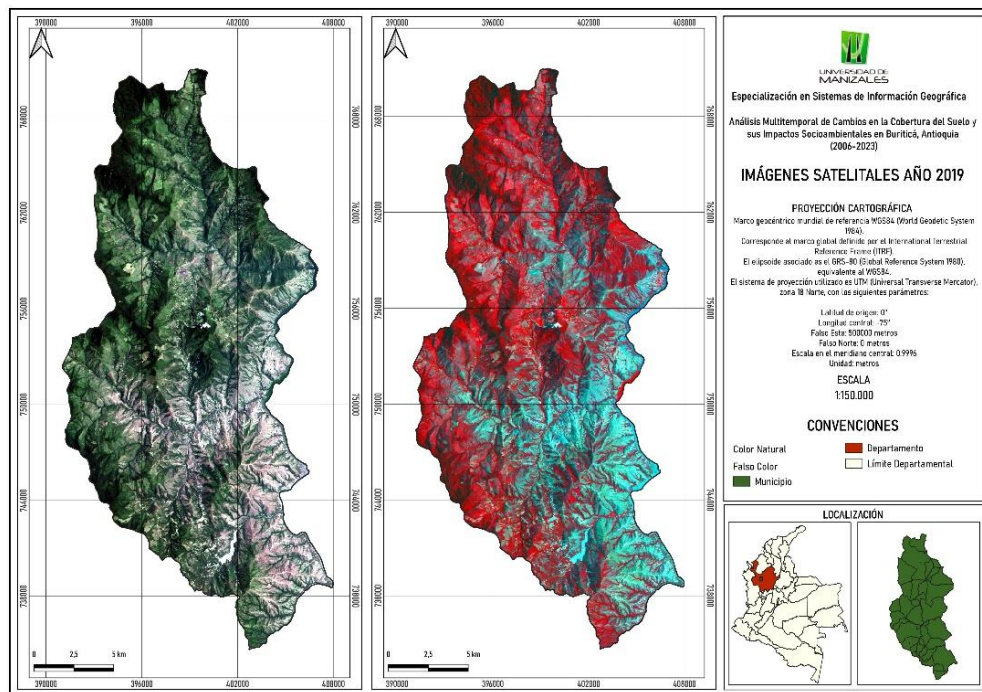 390000 396000 402000 408000
768000
762000
756000
750000
744000
738000
0 2,5 5 km
390000 396000 402000 408000
390000 396000 402000 408000
768000
762000
756000
750000
744000
738000
0 2,5 5 km
390000 396000 402000 408000
UNIVERSIDAD DE
MANIZALES
Especialización en Sistemas de Información Geográfica
Análisis Multitemporal de Cambios en la Cobertura del Suelo y
sus Impactos Socioambientales en Buriticá, Antioquia
(2006-2023)
IMÁGENES SATELITALES AÑO 2019
PROYECCIÓN CARTOGRÁFICA
Marco geocéntrico mundial de referencia WGS84 (World Geodetic System
1984).
Corresponde al marco global definido por el International Terrestrial
Reference Frame (ITRF).
El elipsoide asociado es el GRS-80 (Global Reference System 1980),
equivalente al WGS84.
El sistema de proyección utilizado es UTM (Universal Transverse Mercator),
zona 18 Norte, con los siguientes parámetros:
Latitud de origen: 0°
Longitud central: -75°
Falso Este: 500000 metros
Falso Norte: 0 metros
Escala en el meridiano central: 0.9996
Unidad: metros
ESCALA
1:150.000
CONVENCIONES
Color Natural
Falso Color
Municipio
Departamento
Límite Departamental
LOCALIZACIÓN